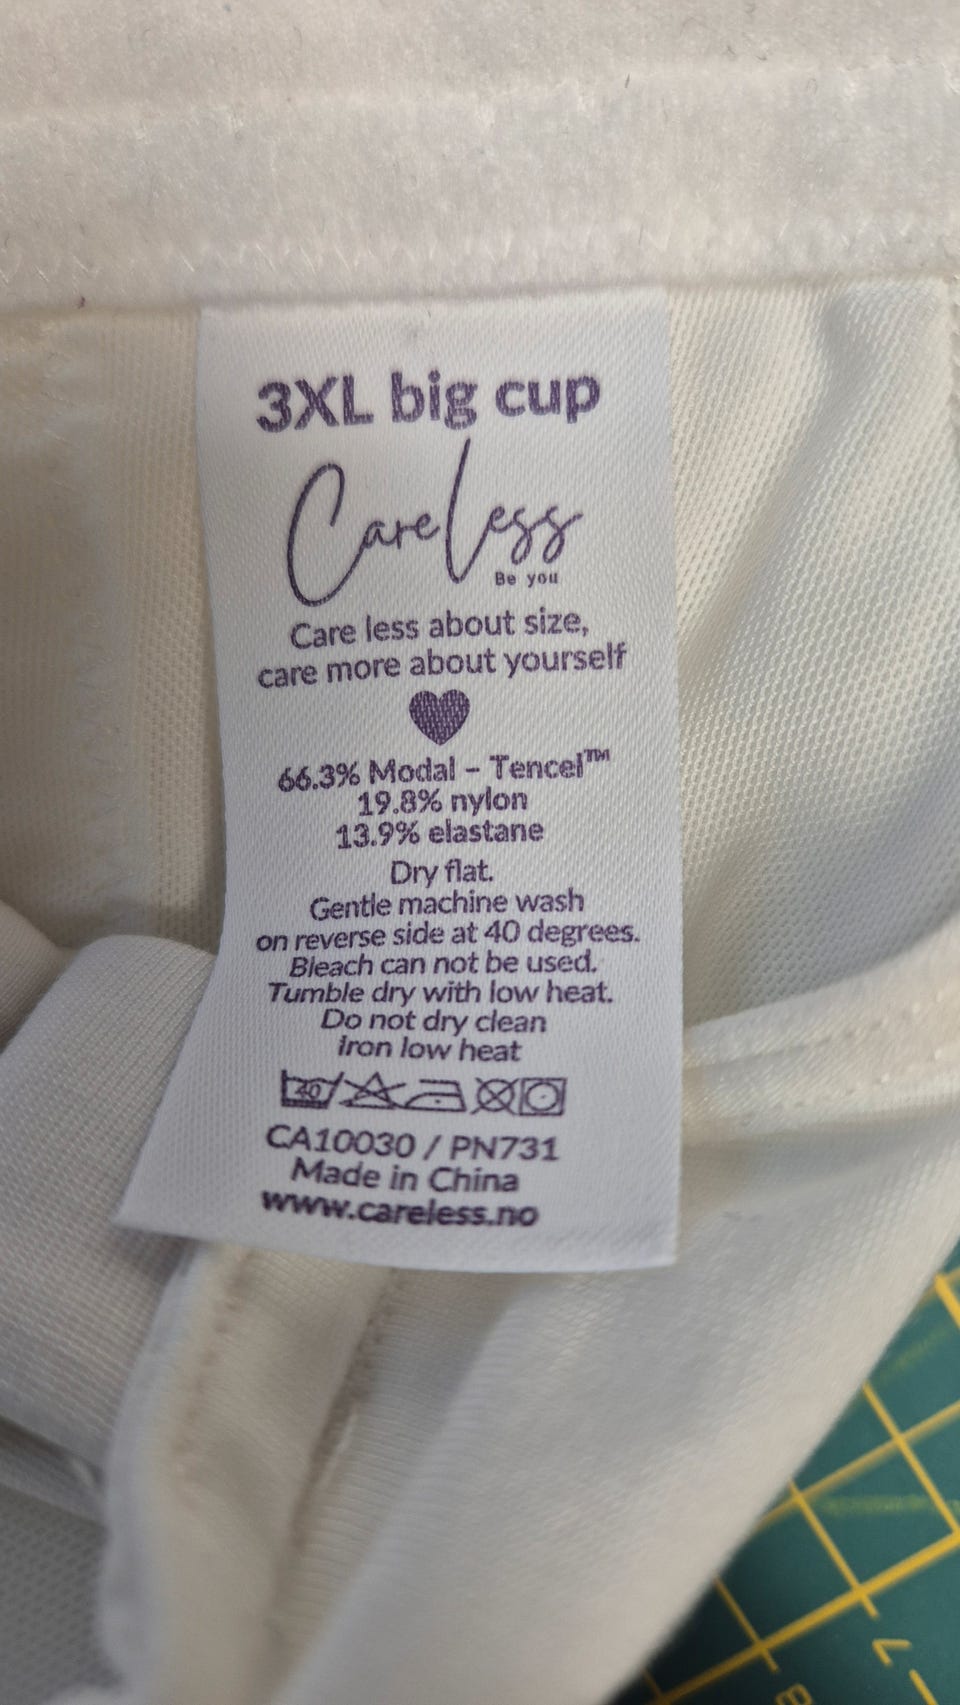 3XL big cup
CareLess
Be you
Care less about size,
care more about yourself
66.3% Modal – Tencel™
19.8% nylon
13.9% elastane
Dry flat.
Gentle machine wash
on reverse side at 40 degrees.
Bleach can not be used.
Tumble dry with low heat.
Do not dry clean
Iron low heat
40
CA10030 / PN731
Made in China
www.careless.no
7
8